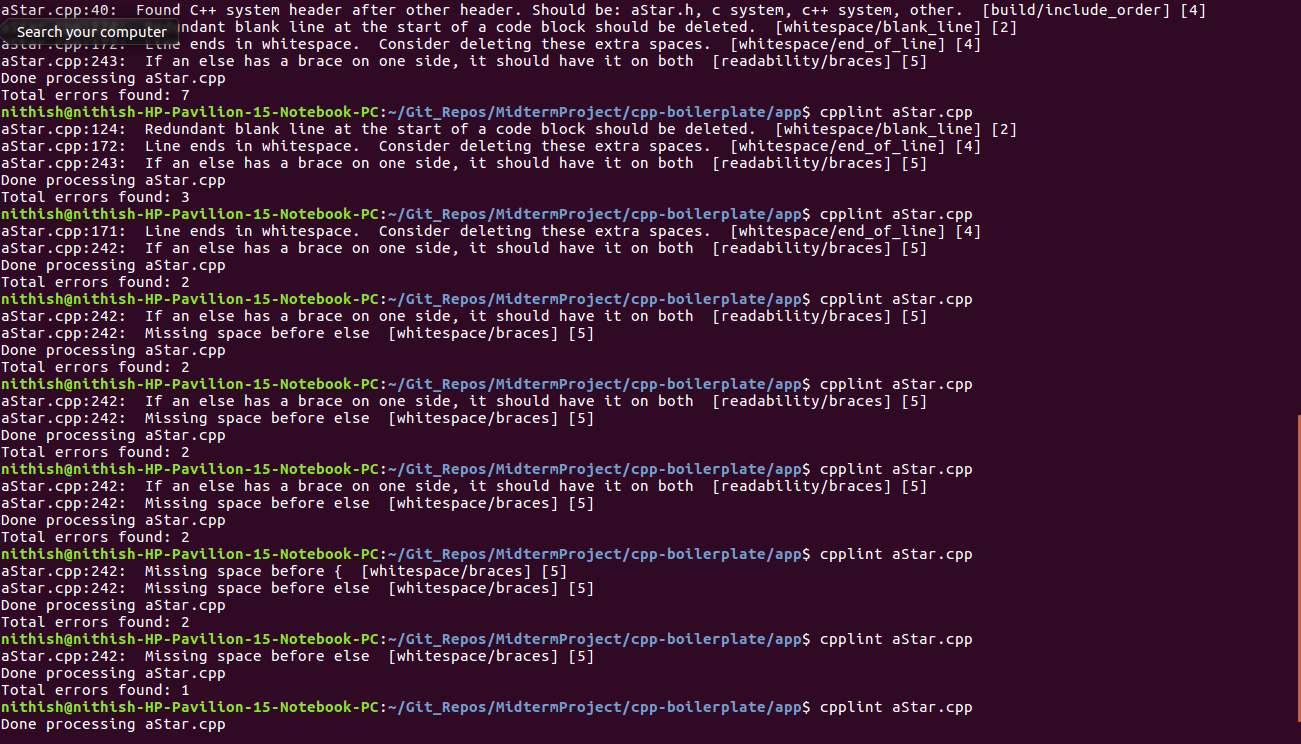 aStar.cpp:40:  Found C++ system header after other header. Should be: aStar.h, c system, c++ system, other.  [build/include_order] [4]
Search your computer
blank line at the start of a code block should be deleted.  [whitespace/blank_line] [2]
aStar.cpp:172:  Line ends in whitespace.  Consider deleting these extra spaces.  [whitespace/end_of_line] [4]
aStar.cpp:243:  If an else has a brace on one side, it should have it on both  [readability/braces] [5]
Done processing aStar.cpp
Total errors found: 7
nithish@nithish-HP-Pavilion-15-Notebook-PC:~/Git_Repos/MidtermProject/cpp-boilerplate/app$ cpplint aStar.cpp
aStar.cpp:124:  Redundant blank line at the start of a code block should be deleted.  [whitespace/blank_line] [2]
aStar.cpp:172:  Line ends in whitespace.  Consider deleting these extra spaces.  [whitespace/end_of_line] [4]
aStar.cpp:243:  If an else has a brace on one side, it should have it on both  [readability/braces] [5]
Done processing aStar.cpp
Total errors found: 3
nithish@nithish-HP-Pavilion-15-Notebook-PC:~/Git_Repos/MidtermProject/cpp-boilerplate/app$ cpplint aStar.cpp
aStar.cpp:171:  Line ends in whitespace.  Consider deleting these extra spaces.  [whitespace/end_of_line] [4]
aStar.cpp:242:  If an else has a brace on one side, it should have it on both  [readability/braces] [5]
Done processing aStar.cpp
Total errors found: 2
nithish@nithish-HP-Pavilion-15-Notebook-PC:~/Git_Repos/MidtermProject/cpp-boilerplate/app$ cpplint aStar.cpp
aStar.cpp:242:  If an else has a brace on one side, it should have it on both  [readability/braces] [5]
aStar.cpp:242:  Missing space before else  [whitespace/braces] [5]
Done processing aStar.cpp
Total errors found: 2
nithish@nithish-HP-Pavilion-15-Notebook-PC:~/Git_Repos/MidtermProject/cpp-boilerplate/app$ cpplint aStar.cpp
aStar.cpp:242:  If an else has a brace on one side, it should have it on both  [readability/braces] [5]
aStar.cpp:242:  Missing space before else  [whitespace/braces] [5]
Done processing aStar.cpp
Total errors found: 2
nithish@nithish-HP-Pavilion-15-Notebook-PC:~/Git_Repos/MidtermProject/cpp-boilerplate/app$ cpplint aStar.cpp
aStar.cpp:242:  If an else has a brace on one side, it should have it on both  [readability/braces] [5]
aStar.cpp:242:  Missing space before else  [whitespace/braces] [5]
Done processing aStar.cpp
Total errors found: 2
nithish@nithish-HP-Pavilion-15-Notebook-PC:~/Git_Repos/MidtermProject/cpp-boilerplate/app$ cpplint aStar.cpp
aStar.cpp:242:  Missing space before {  [whitespace/braces] [5]
aStar.cpp:242:  Missing space before else  [whitespace/braces] [5]
Done processing aStar.cpp
Total errors found: 2
nithish@nithish-HP-Pavilion-15-Notebook-PC:~/Git_Repos/MidtermProject/cpp-boilerplate/app$ cpplint aStar.cpp
aStar.cpp:242:  Missing space before else  [whitespace/braces] [5]
Done processing aStar.cpp
Total errors found: 1
nithish@nithish-HP-Pavilion-15-Notebook-PC:~/Git_Repos/MidtermProject/cpp-boilerplate/app$ cpplint aStar.cpp
Done processing aStar.cpp